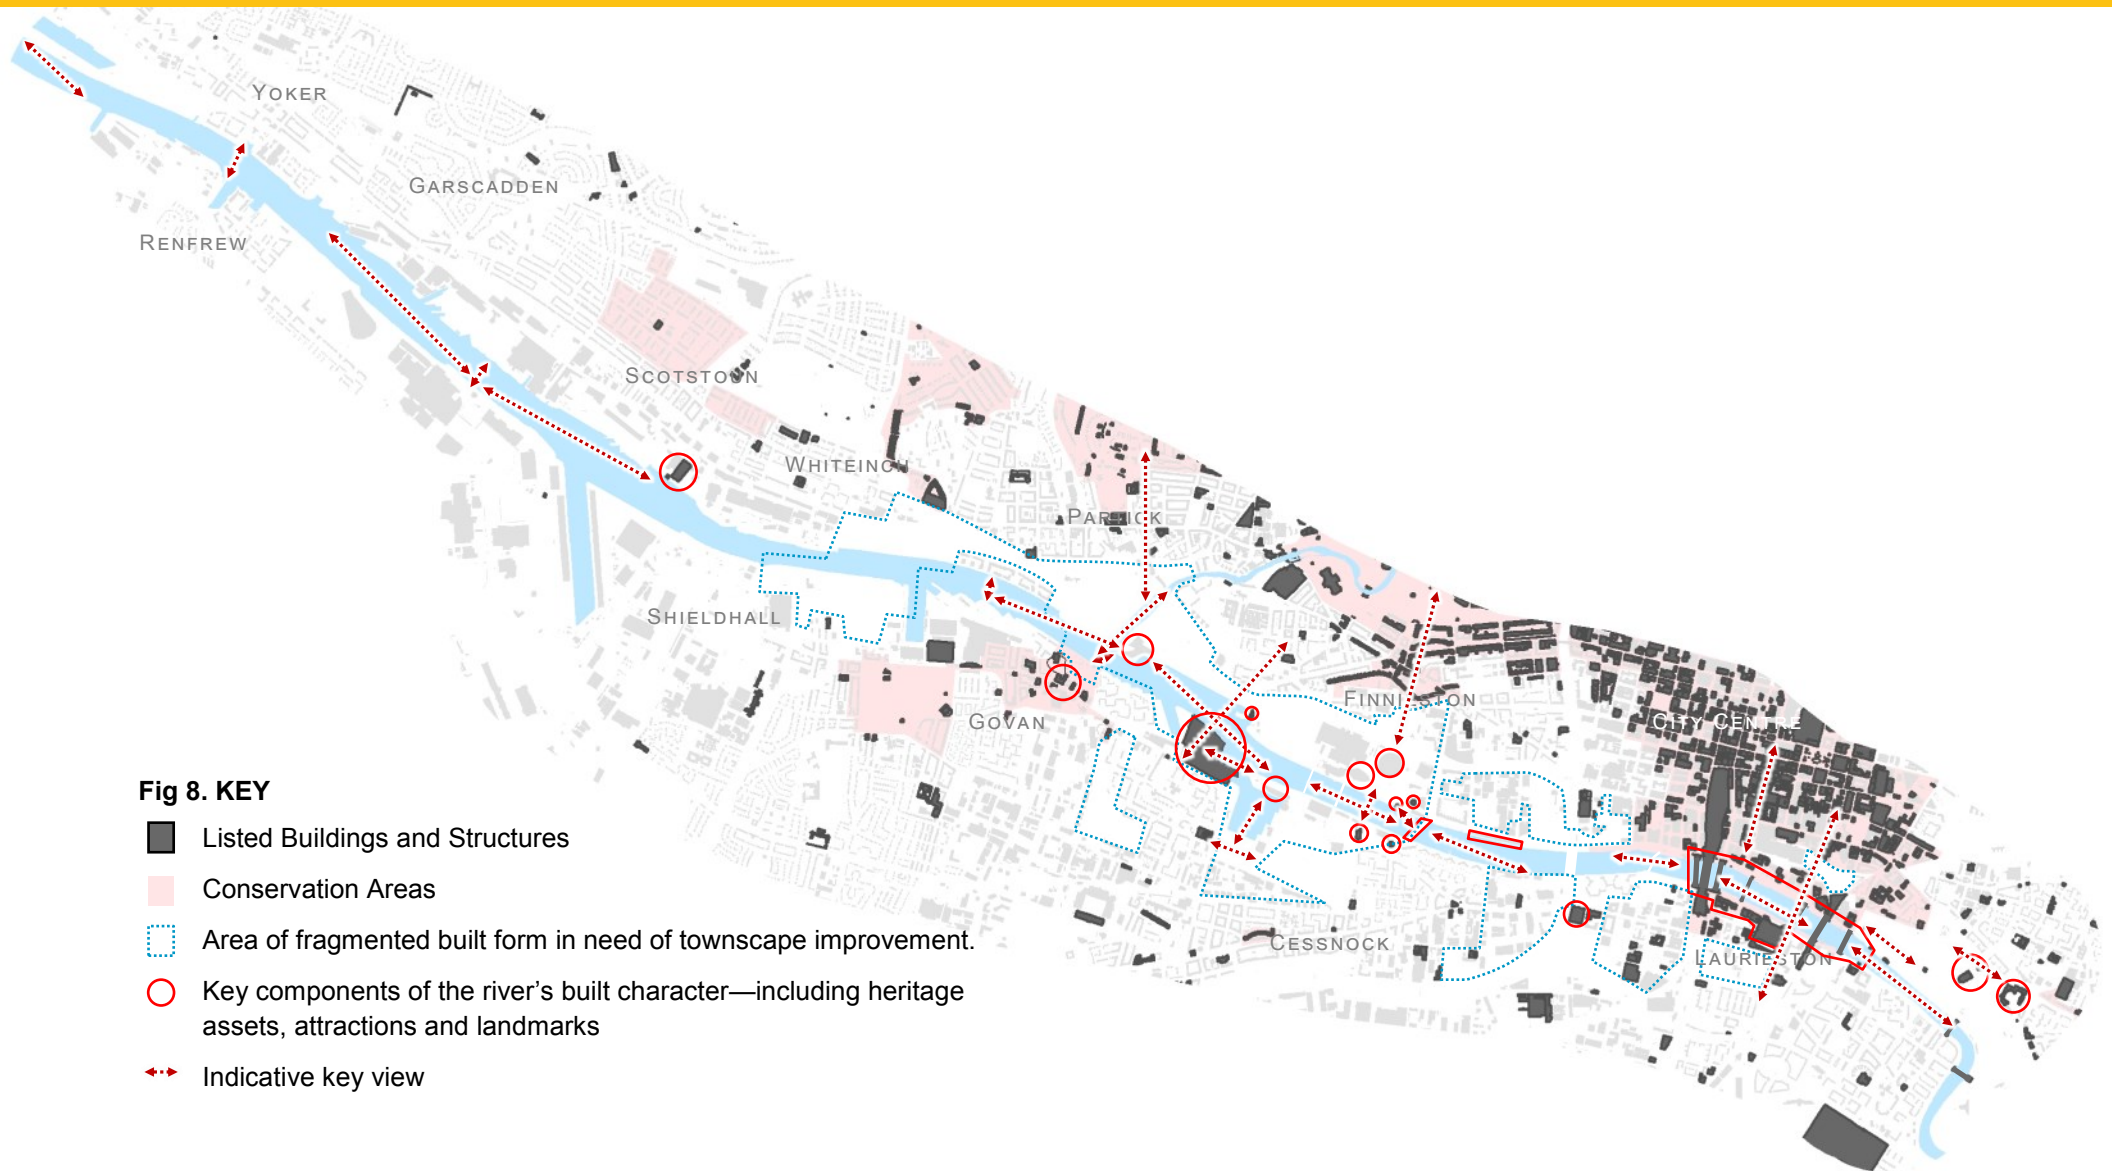 YOKER
GARSCADDEN
RENFREW
SCOTSTOUN
WHITEINCH
PARTICK
SHIELDHALL
GOVAN
FINNIESTON
CITY CENTRE
CESSNOCK
LAURIESTON
Fig 8. KEY
Listed Buildings and Structures
Conservation Areas
Area of fragmented built form in need of townscape improvement.
Key components of the river's built character—including heritage
assets, attractions and landmarks
Indicative key view